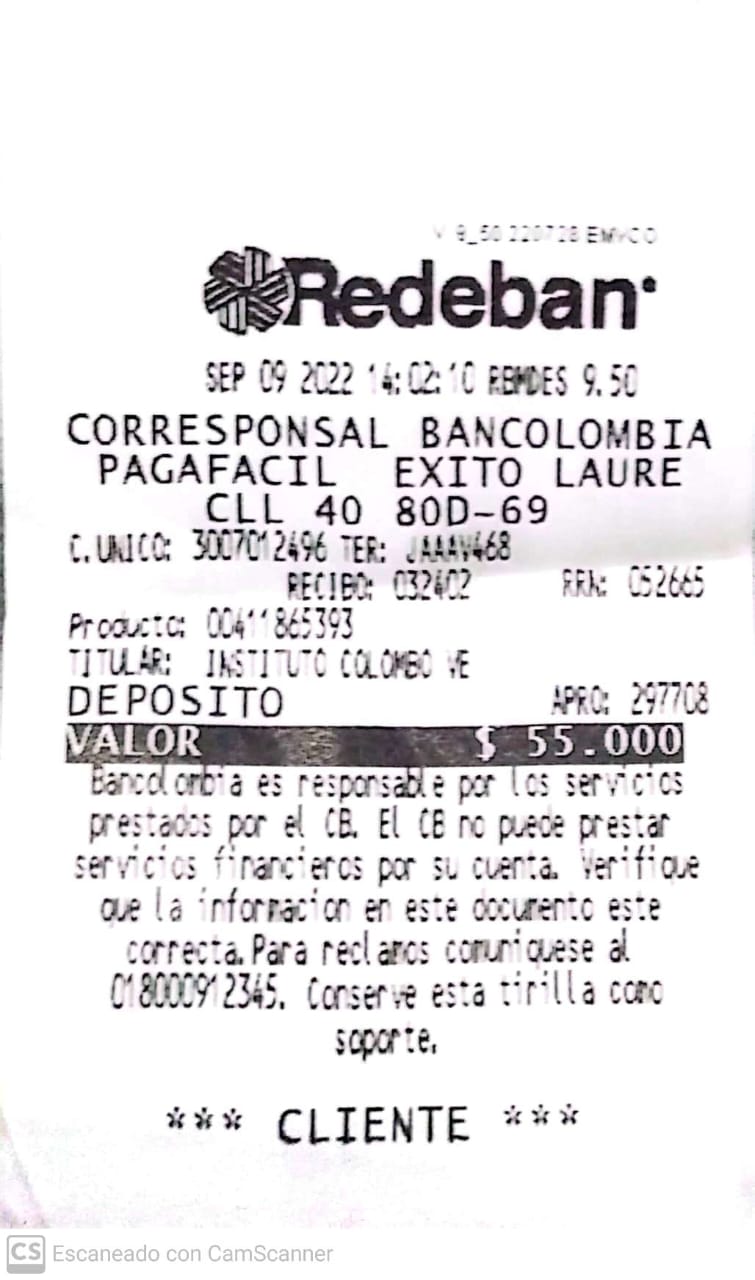 V 9_50 220728 EMVCO
Redeban
SEP 09 2022 14:02:10 RBMDES 9.50
CORRESPONSAL BANCOLOMBIA
PAGAFACIL EXITO LAURE
CLL 40 80D-69
C. UNICO: 3007012496 TER: JAAAV468
RECIBO: 032402 RRN: 052665
Producto: 00411865393
TITULAR: INSTITUTO COLOMBO VE
DEPOSITO APRO: 297708
VALOR $ 55.000
Bancolombia es responsable por los servicios
prestados por el CB. El CB no puede prestar
servicios financieros por su cuenta. Verifique
que la informacion en este documento este
correcta. Para reclamos comuniquese al
018000912345. Conserve esta tirilla como
soporte.
*** CLIENTE ***
CS Escaneado con CamScanner